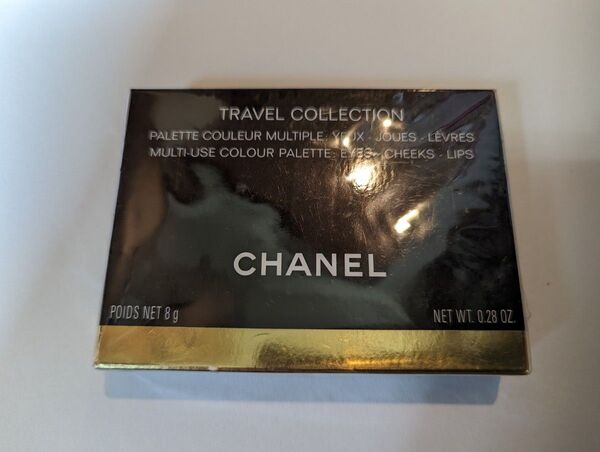 TRAVEL COLLECTION
PALETTE COULEUR MULTIPLE: YEUX - JOUES - LÈVRES
MULTI-USE COLOUR PALETTE: EYES - CHEEKS - LIPS
CHANEL
POIDS NET 8 g
NET WT. 0.28 OZ.